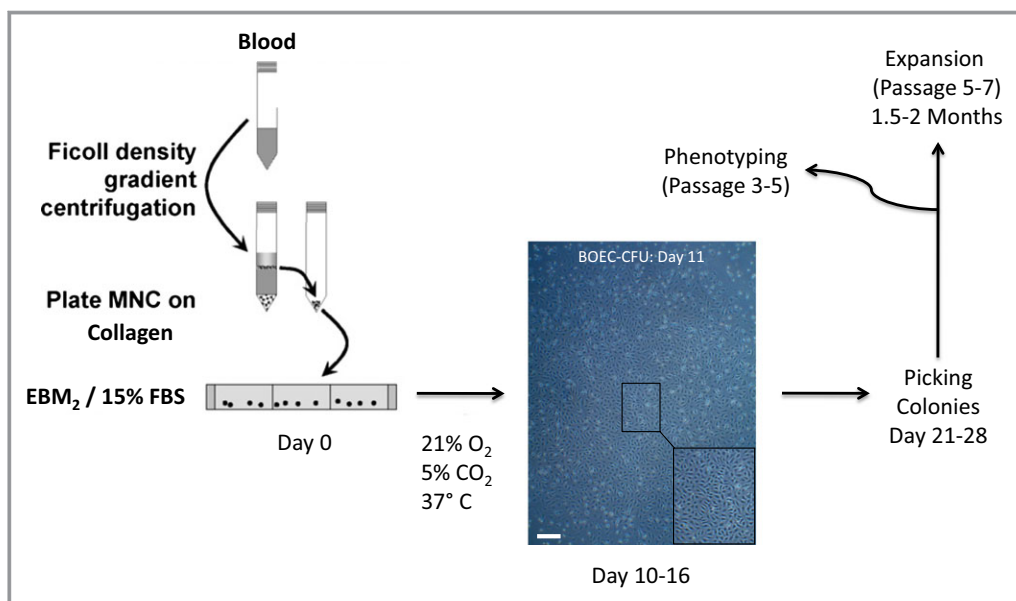 Blood
Ficoll density
gradient
centrifugation
Plate MNC on
Collagen
EBM₂ / 15% FBS
Day 0
21% O₂
5% CO₂
37° C
BOEC-CFU: Day 11
Day 10-16
Picking
Colonies
Day 21-28
Phenotyping
(Passage 3-5)
Expansion
(Passage 5-7)
1.5-2 Months